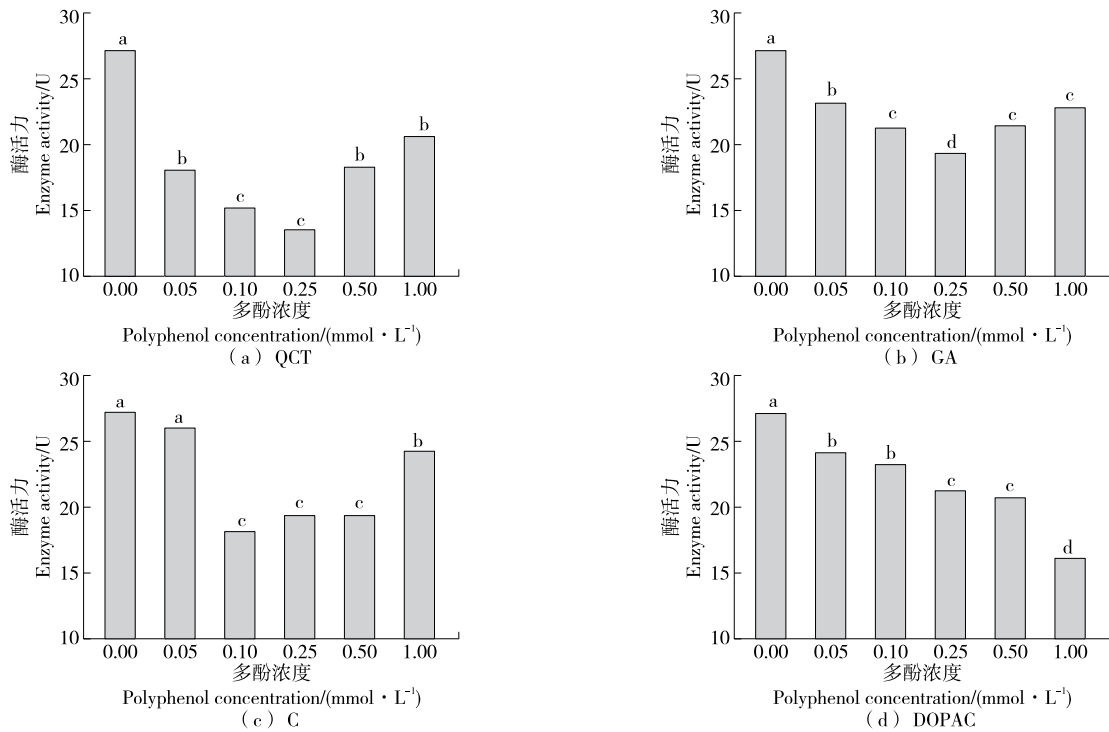 30
25
20
15
10
酶活力
Enzyme activity/U
a
b
c
c
b
b
0.00 0.05 0.10 0.25 0.50 1.00
多酚浓度
Polyphenol concentration/(mmol·L⁻¹)
(a) QCT
30
25
20
15
10
酶活力
Enzyme activity/U
a
b
c
d
c
c
0.00 0.05 0.10 0.25 0.50 1.00
多酚浓度
Polyphenol concentration/(mmol·L⁻¹)
(b) GA
30
25
20
15
10
酶活力
Enzyme activity/U
a
a
c
c
c
b
0.00 0.05 0.10 0.25 0.50 1.00
多酚浓度
Polyphenol concentration/(mmol·L⁻¹)
(c) C
30
25
20
15
10
酶活力
Enzyme activity/U
a
b
b
c
c
d
0.00 0.05 0.10 0.25 0.50 1.00
多酚浓度
Polyphenol concentration/(mmol·L⁻¹)
(d) DOPAC